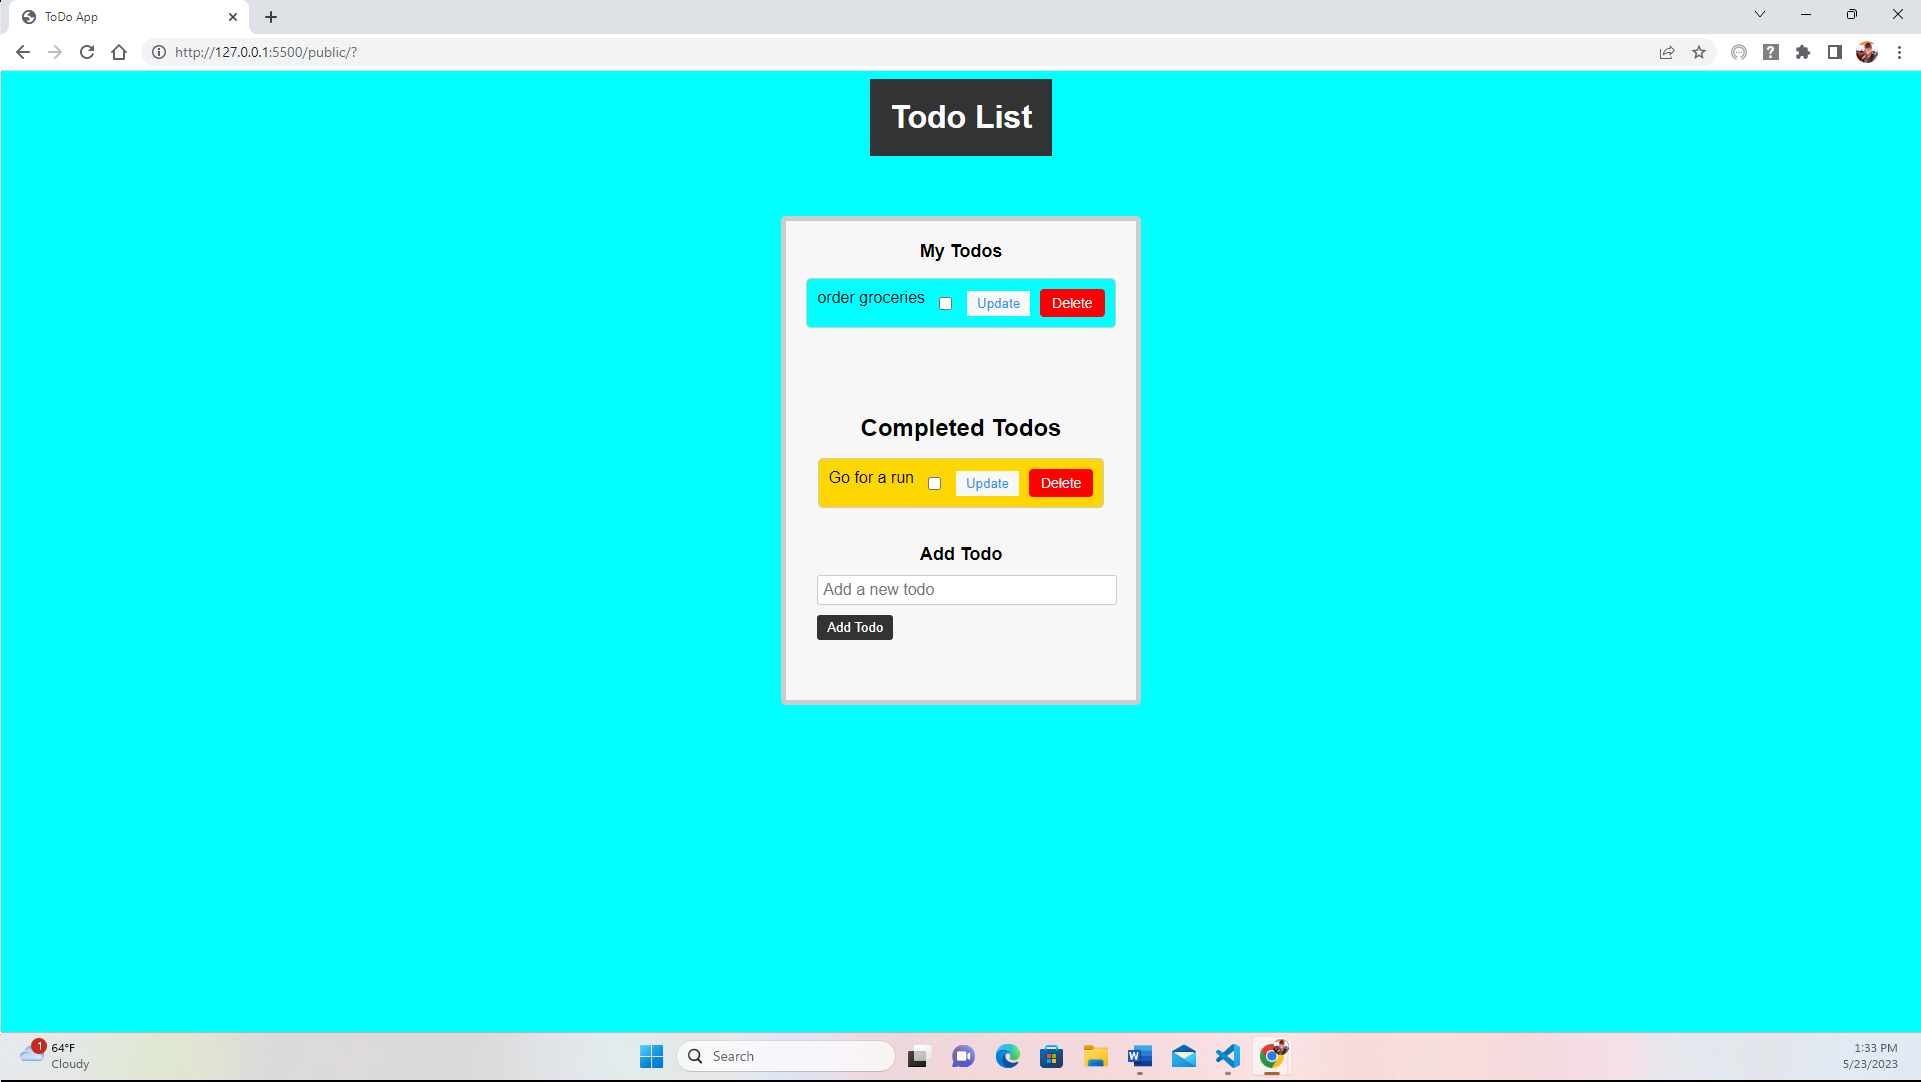 ToDo App
http://127.0.0.1:5500/public/?
Todo List
My Todos
order groceries Update Delete
Completed Todos
Go for a run Update Delete
Add Todo
Add a new todo
Add Todo
1
64°F
Cloudy
Search
1:33 PM
5/23/2023